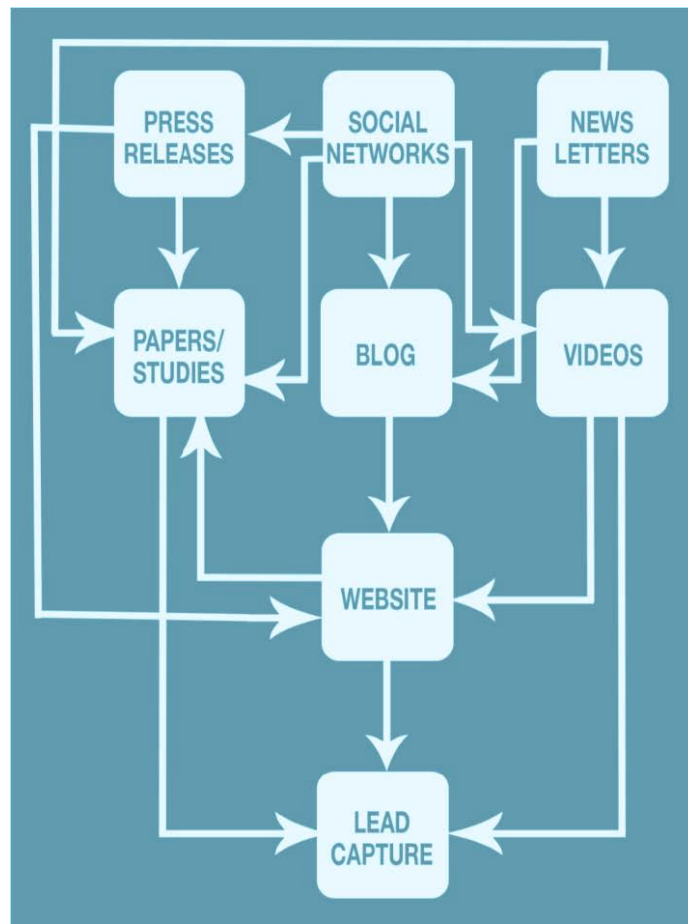 PRESS
RELEASES
SOCIAL
NETWORKS
NEWS
LETTERS
PAPERS/
STUDIES
BLOG
VIDEOS
WEBSITE
LEAD
CAPTURE